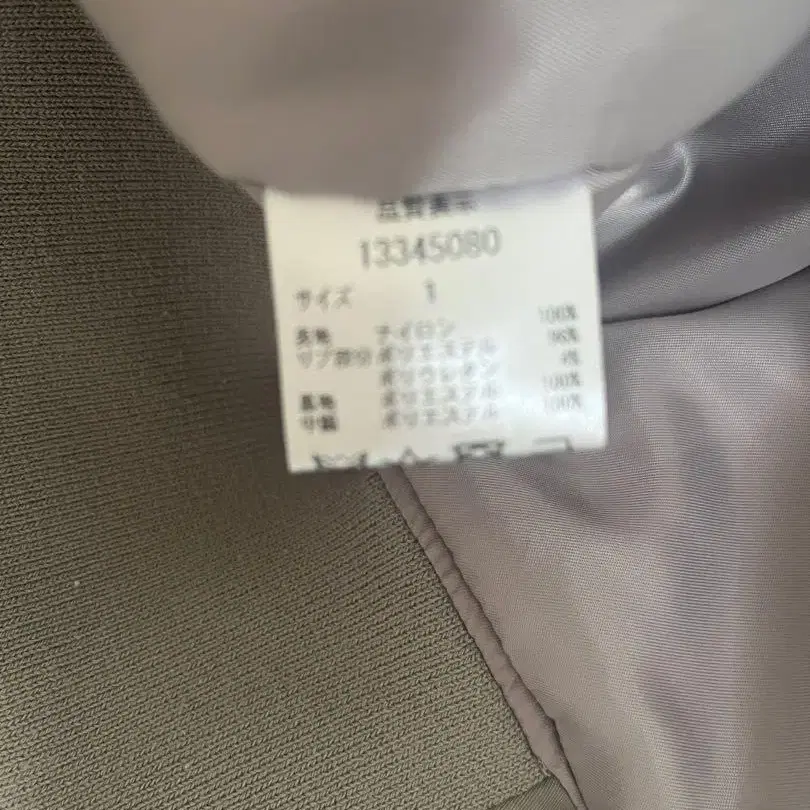 品質表示
13345080
サイズ 1
表地 ナイロン 100%
リブ部分 ポリエステル 96%
ポリウレタン 4%
裏地 ポリエステル 100%
中綿 ポリエステル 100%